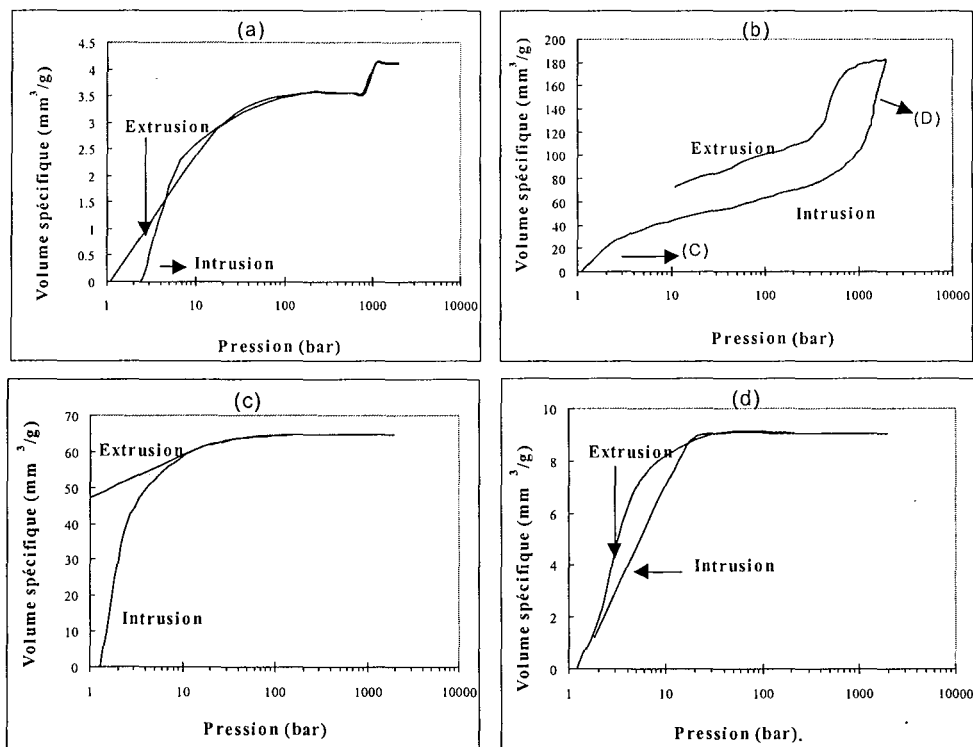 (a)
4.5
4
3.5
3
2.5
2
1.5
1
0.5
0
Volume spécifique (mm³/g)
Extrusion
Intrusion
1 10 100 1000 10000
Pression (bar)
(b)
200
180
160
140
120
100
80
60
40
20
0
Volume spécifique (mm³/g)
(D)
Extrusion
Intrusion
(C)
1 10 100 1000 10000
Pression (bar)
(c)
70
60
50
40
30
20
10
0
Volume spécifique (mm³/g)
Extrusion
Intrusion
1 10 100 1000 10000
Pression (bar)
(d)
10
8
6
4
2
0
Volume spécifique (mm³/g)
Extrusion
Intrusion
1 10 100 1000 10000
Pression (bar).